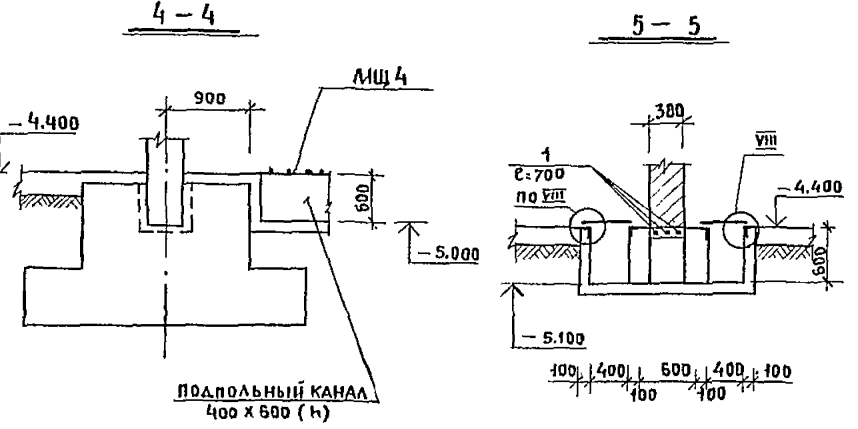 4 – 4
900
МЩ 4
– 4.400
600
– 5.000
ПОДПОЛЬНЫЙ КАНАЛ
400 × 600 (h)
5 – 5
380
VIII
1
ℓ=700
ПО VIII
– 4.400
600
– 5.100
100 400 100 600 100 400 100